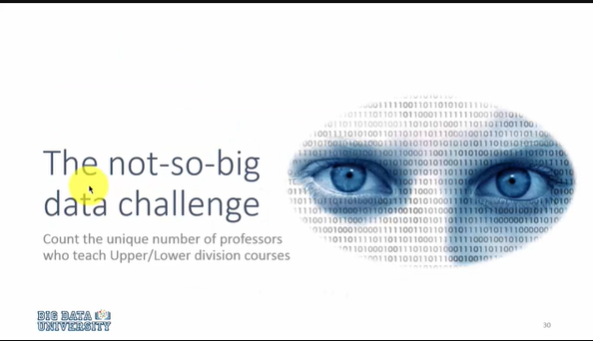 The not-so-big
data challenge
Count the unique number of professors
who teach Upper/Lower division courses
BIG DATA
UNIVERSITY
30